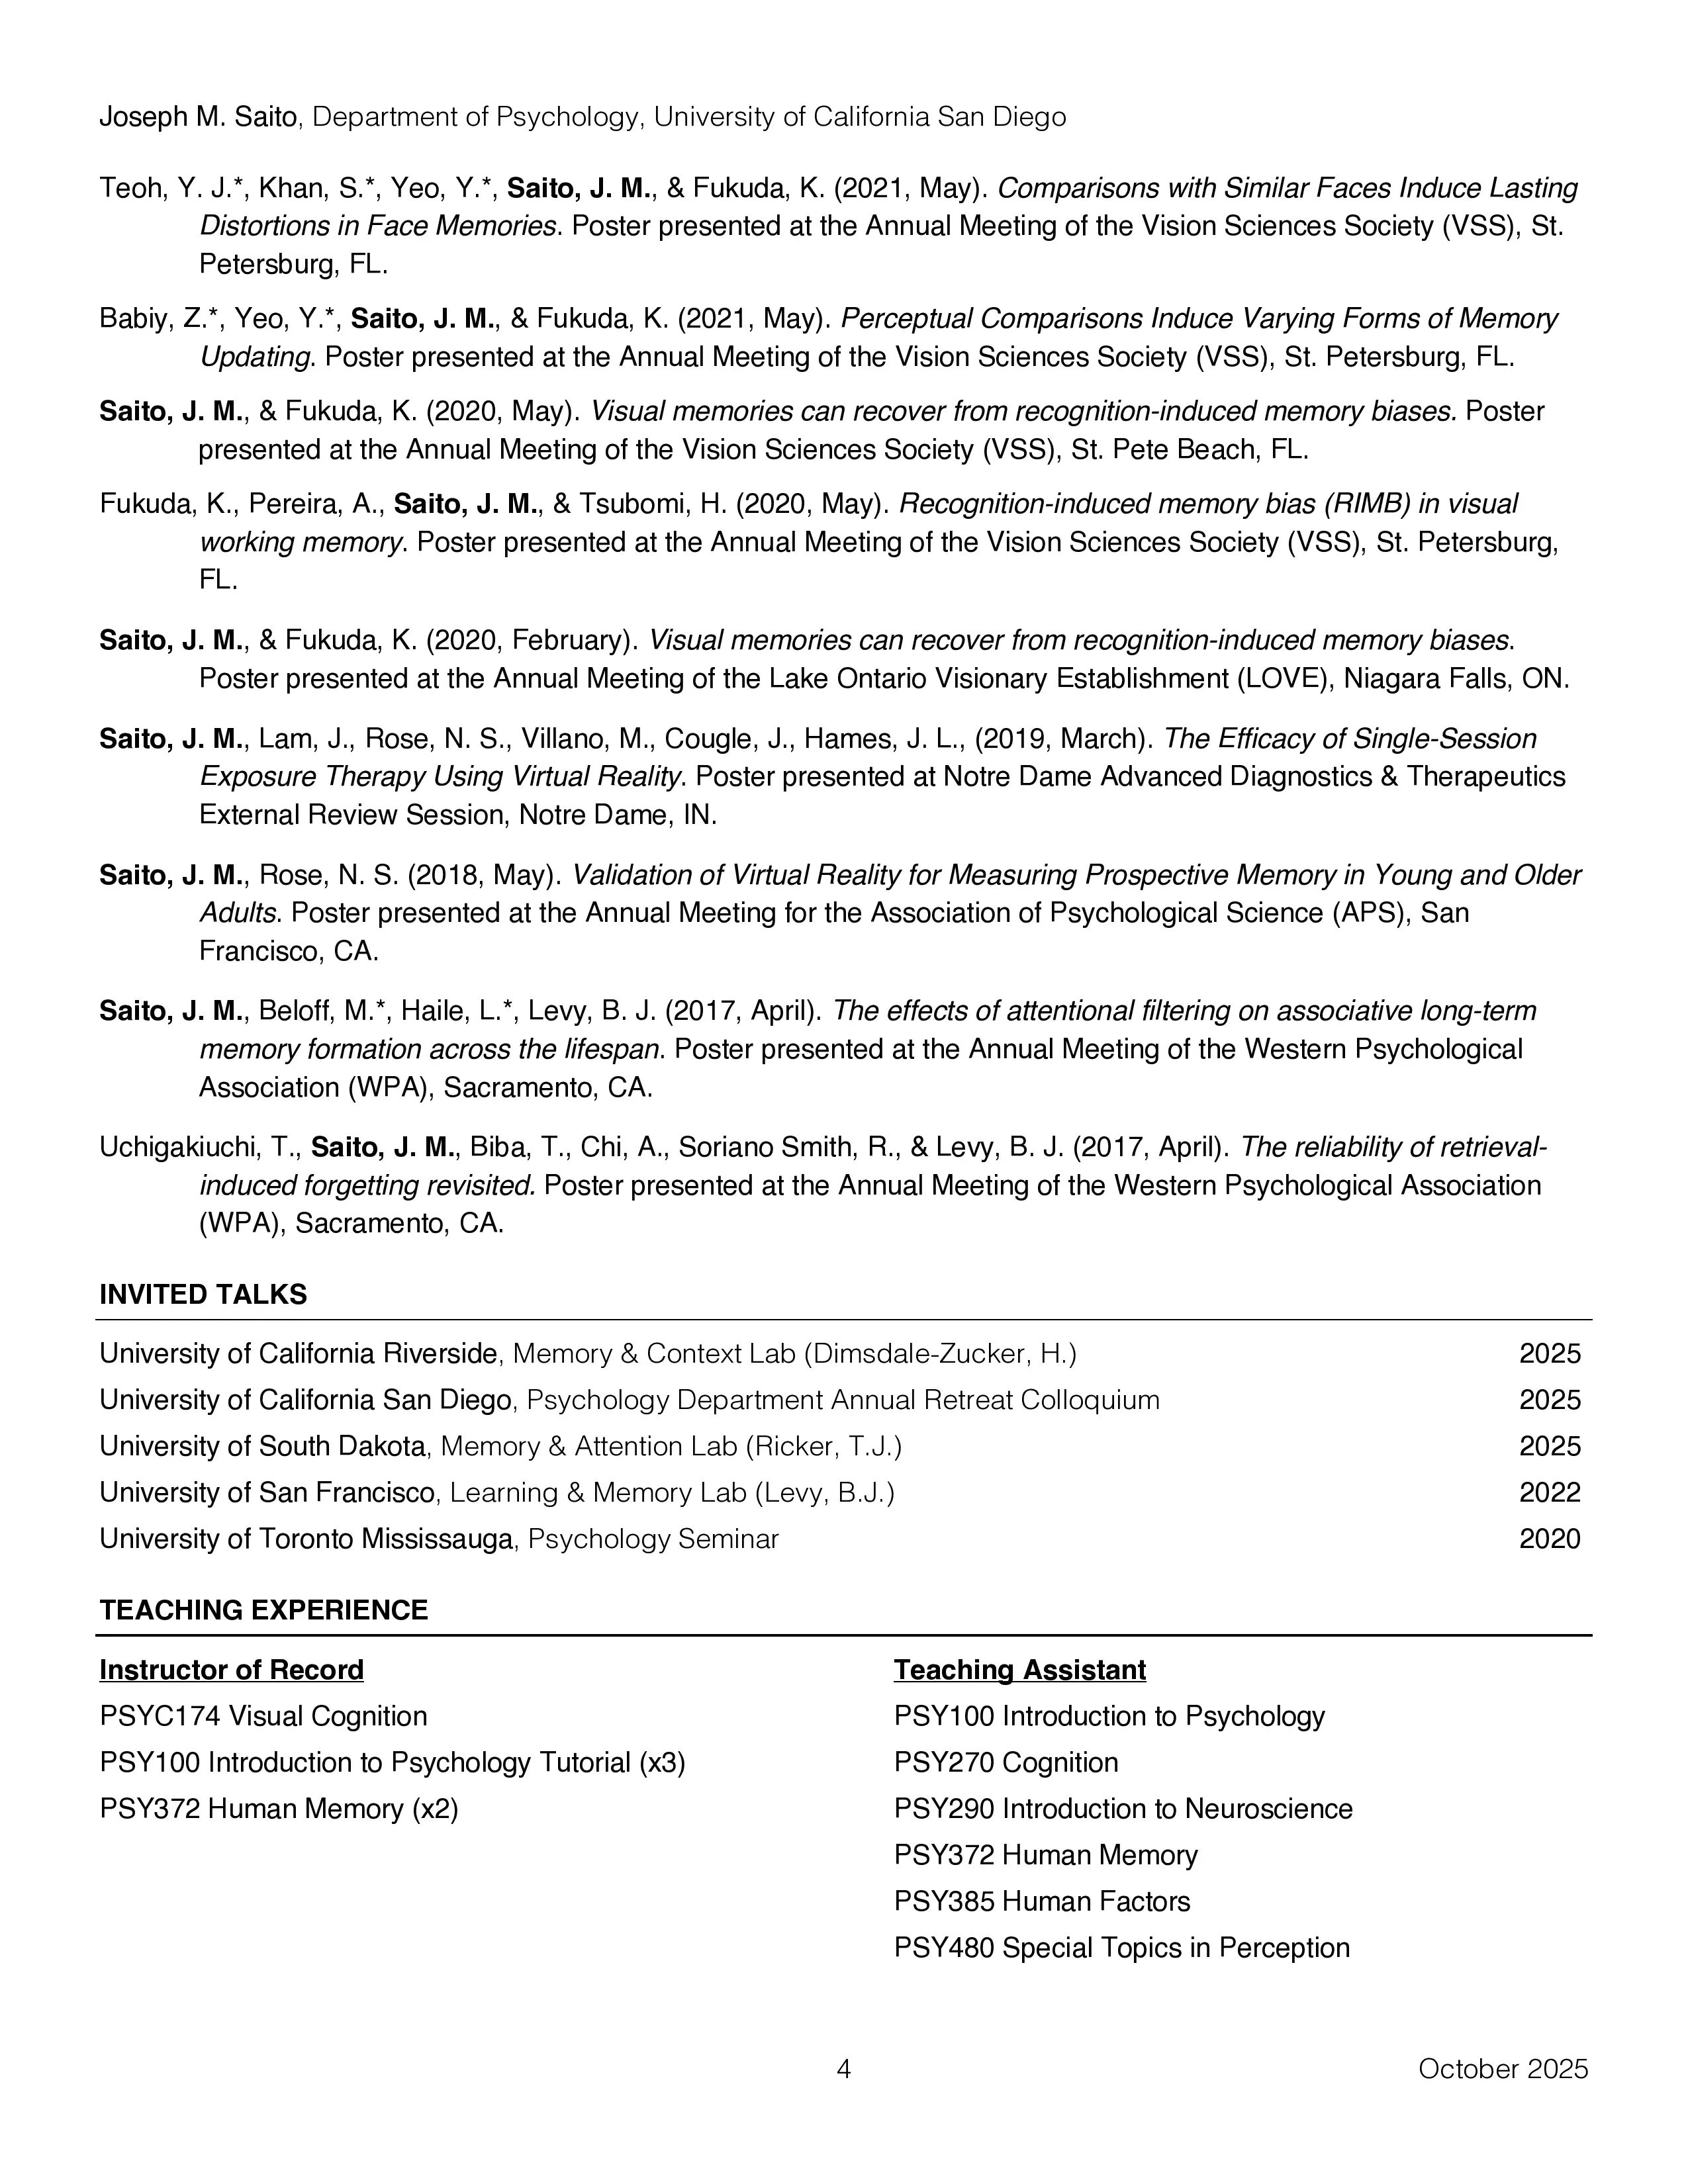 Joseph M. Saito, Department of Psychology, University of California San Diego
Teoh, Y. J.*, Khan, S.*, Yeo, Y.*, Saito, J. M., & Fukuda, K. (2021, May). Comparisons with Similar Faces Induce Lasting
Distortions in Face Memories. Poster presented at the Annual Meeting of the Vision Sciences Society (VSS), St.
Petersburg, FL.
Babiy, Z.*, Yeo, Y.*, Saito, J. M., & Fukuda, K. (2021, May). Perceptual Comparisons Induce Varying Forms of Memory
Updating. Poster presented at the Annual Meeting of the Vision Sciences Society (VSS), St. Petersburg, FL.
Saito, J. M., & Fukuda, K. (2020, May). Visual memories can recover from recognition-induced memory biases. Poster
presented at the Annual Meeting of the Vision Sciences Society (VSS), St. Pete Beach, FL.
Fukuda, K., Pereira, A., Saito, J. M., & Tsubomi, H. (2020, May). Recognition-induced memory bias (RIMB) in visual
working memory. Poster presented at the Annual Meeting of the Vision Sciences Society (VSS), St. Petersburg,
FL.
Saito, J. M., & Fukuda, K. (2020, February). Visual memories can recover from recognition-induced memory biases.
Poster presented at the Annual Meeting of the Lake Ontario Visionary Establishment (LOVE), Niagara Falls, ON.
Saito, J. M., Lam, J., Rose, N. S., Villano, M., Cougle, J., Hames, J. L., (2019, March). The Efficacy of Single-Session
Exposure Therapy Using Virtual Reality. Poster presented at Notre Dame Advanced Diagnostics & Therapeutics
External Review Session, Notre Dame, IN.
Saito, J. M., Rose, N. S. (2018, May). Validation of Virtual Reality for Measuring Prospective Memory in Young and Older
Adults. Poster presented at the Annual Meeting for the Association of Psychological Science (APS), San
Francisco, CA.
Saito, J. M., Beloff, M.*, Haile, L.*, Levy, B. J. (2017, April). The effects of attentional filtering on associative long-term
memory formation across the lifespan. Poster presented at the Annual Meeting of the Western Psychological
Association (WPA), Sacramento, CA.
Uchigakiuchi, T., Saito, J. M., Biba, T., Chi, A., Soriano Smith, R., & Levy, B. J. (2017, April). The reliability of retrieval-
induced forgetting revisited. Poster presented at the Annual Meeting of the Western Psychological Association
(WPA), Sacramento, CA.
INVITED TALKS
University of California Riverside, Memory & Context Lab (Dimsdale-Zucker, H.) 2025
University of California San Diego, Psychology Department Annual Retreat Colloquium 2025
University of South Dakota, Memory & Attention Lab (Ricker, T.J.) 2025
University of San Francisco, Learning & Memory Lab (Levy, B.J.) 2022
University of Toronto Mississauga, Psychology Seminar 2020
TEACHING EXPERIENCE
Instructor of Record
PSYC174 Visual Cognition
PSY100 Introduction to Psychology Tutorial (x3)
PSY372 Human Memory (x2)
Teaching Assistant
PSY100 Introduction to Psychology
PSY270 Cognition
PSY290 Introduction to Neuroscience
PSY372 Human Memory
PSY385 Human Factors
PSY480 Special Topics in Perception
4 October 2025